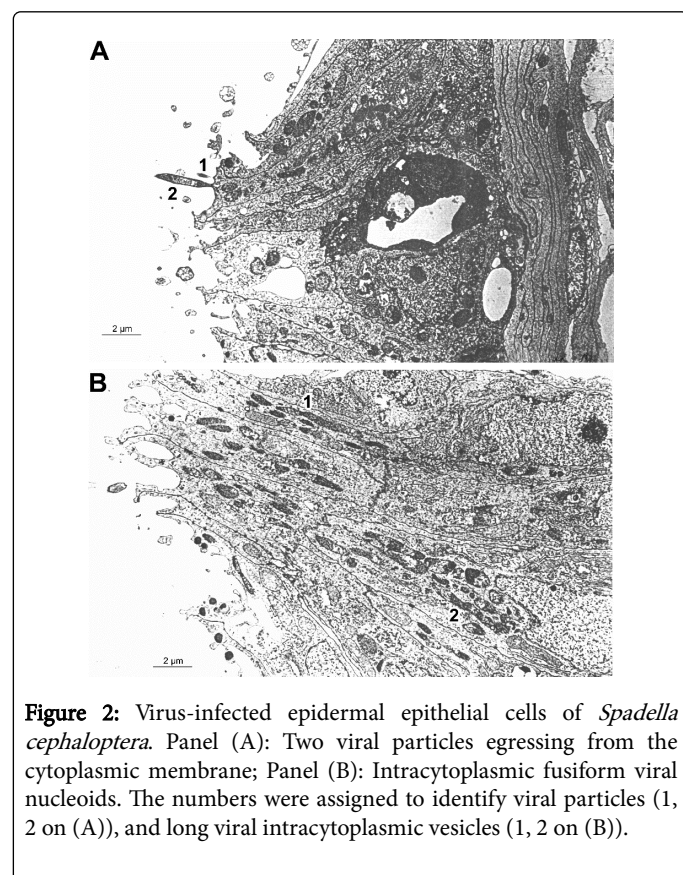 A
1
2
2 µm
B
1
2
2 µm
Figure 2: Virus-infected epidermal epithelial cells of Spadella
cephaloptera. Panel (A): Two viral particles egressing from the
cytoplasmic membrane; Panel (B): Intracytoplasmic fusiform viral
nucleoids. The numbers were assigned to identify viral particles (1,
2 on (A)), and long viral intracytoplasmic vesicles (1, 2 on (B)).